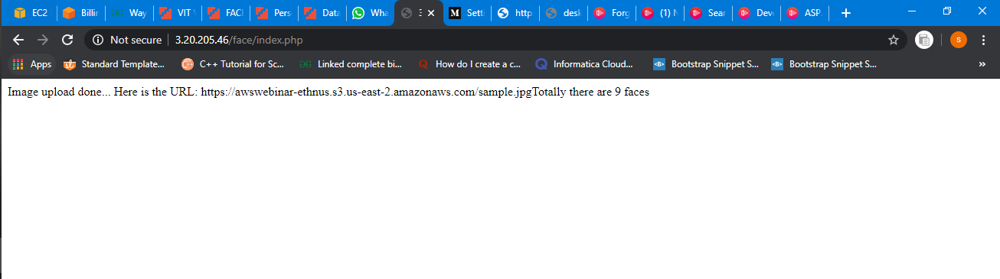 EC2 Billin Way VIT FACI Pers Data Wha 3 Setti http desk Forg (1) N Sear Deve ASP.
Not secure 3.20.205.46/face/index.php s
Apps Standard Template... C++ Tutorial for Sc... Linked complete bi... How do I create a c... Informatica Cloud... Bootstrap Snippet S... Bootstrap Snippet S... »
Image upload done... Here is the URL: https://awswebinar-ethnus.s3.us-east-2.amazonaws.com/sample.jpgTotally there are 9 faces